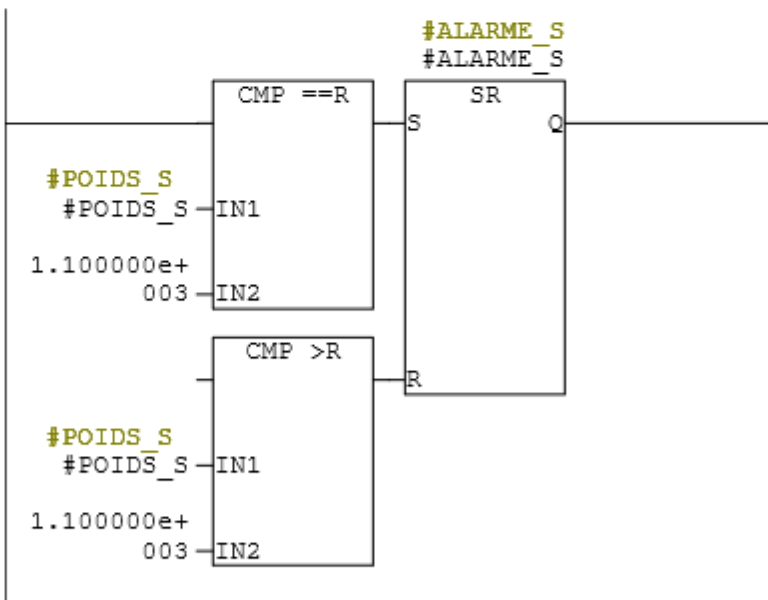 #ALARME_S
#ALARME_S
CMP ==R
SR
S
Q
#POIDS_S
#POIDS_S
IN1
1.100000e+
003
IN2
CMP >R
R
#POIDS_S
#POIDS_S
IN1
1.100000e+
003
IN2